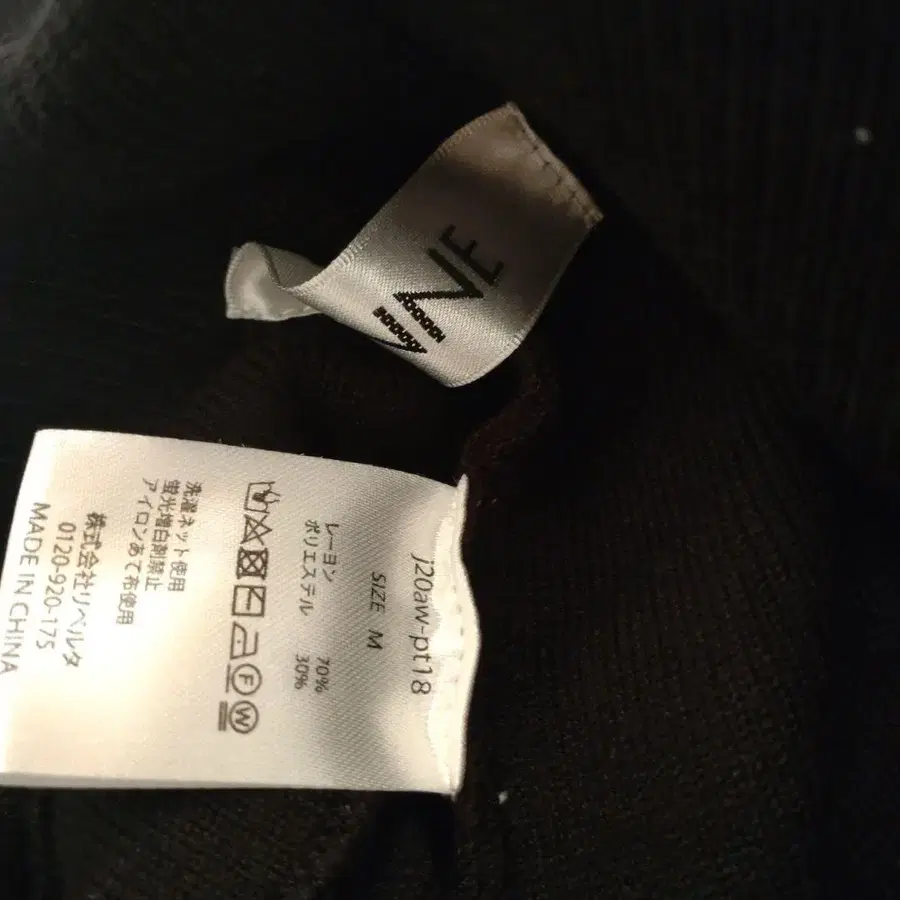 j20aw-pt18
SIZE M
レーヨン 70%
ポリエステル 30%
F W
洗濯ネット使用
蛍光増白剤禁止
アイロンあて布使用
株式会社リベルタ
0120-920-175
MADE IN CHINA